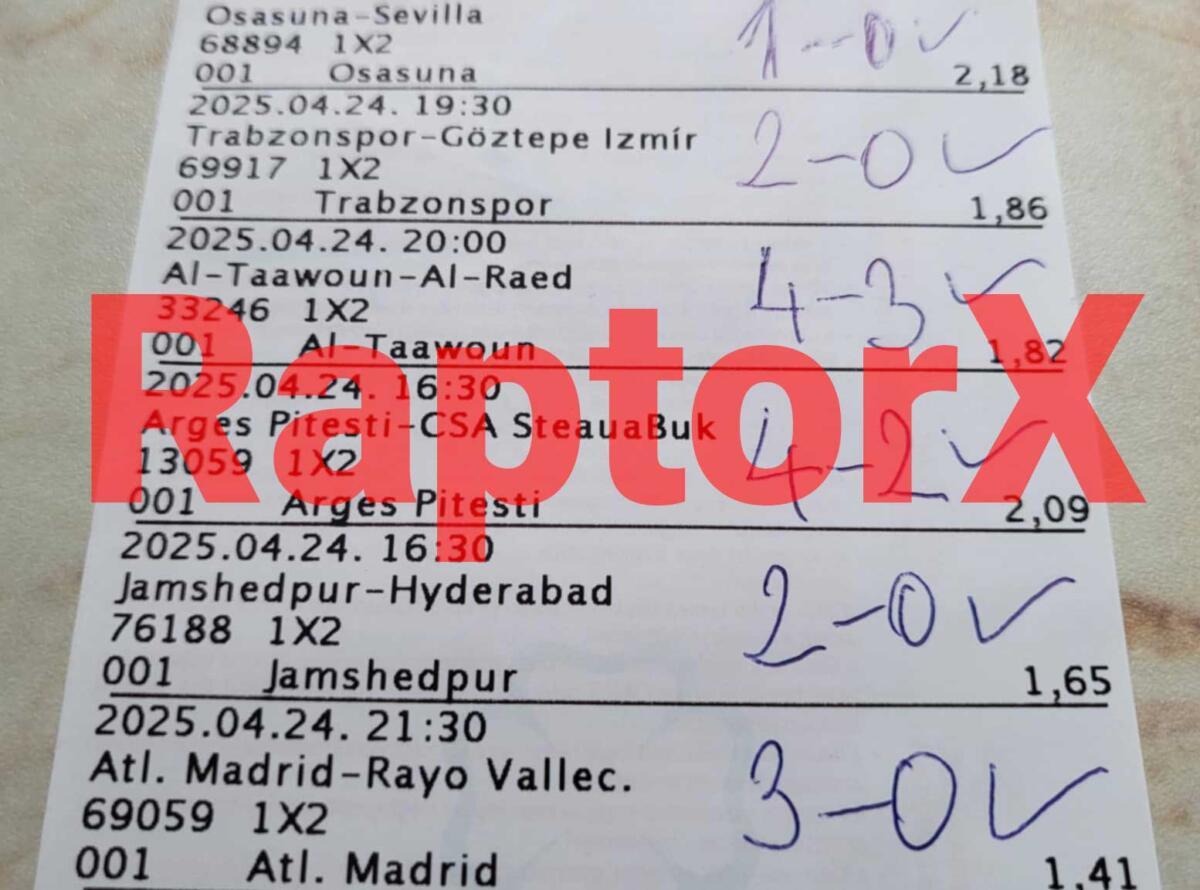 Osasuna-Sevilla 1-0 ✓
68894 1X2
001 Osasuna 2,18
2025.04.24. 19:30
Trabzonspor-Göztepe Izmír 2-0 ✓
69917 1X2
001 Trabzonspor 1,86
2025.04.24. 20:00
Al-Taawoun-Al-Raed 4-3 ✓
33246 1X2
001 Al-Taawoun 1,82
2025.04.24. 16:30
Arges Pitesti-CSA SteauaBuk 4-2 ✓
13059 1X2
001 Arges Pitesti 2,09
2025.04.24. 16:30
Jamshedpur-Hyderabad 2-0 ✓
76188 1X2
001 Jamshedpur 1,65
2025.04.24. 21:30
Atl. Madrid-Rayo Vallec. 3-0 ✓
69059 1X2
001 Atl. Madrid 1,41
RaptorX